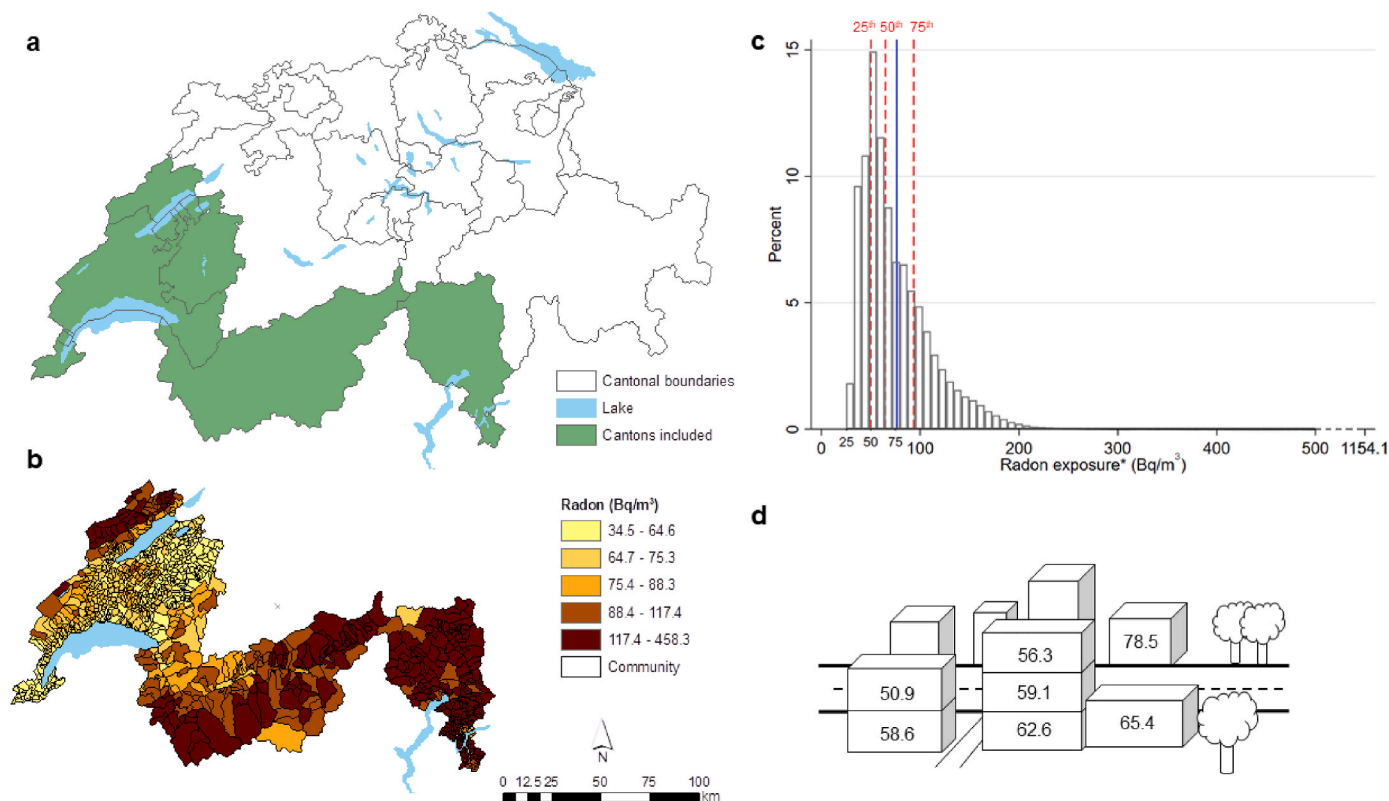 a
Cantonal boundaries
Lake
Cantons included
b
Radon (Bq/m³)
34.5 - 64.6
64.7 - 75.3
75.4 - 88.3
88.4 - 117.4
117.4 - 458.3
Community
N
0 12.5 25 50 75 100
km
c
25th 50th 75th
15
10
5
0
Percent
0 100 200 300 400 500 1154.1
25 50 75
Radon exposure* (Bq/m³)
d
56.3
78.5
50.9
59.1
58.6
62.6
65.4